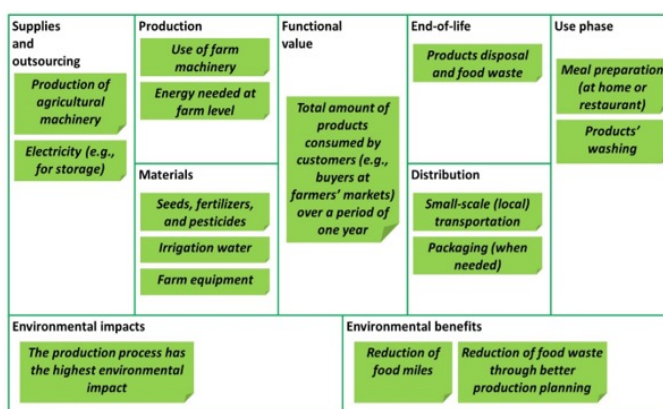 Supplies
and
outsourcing
Production of
agricultural
machinery
Electricity (e.g.,
for storage)
Production
Use of farm
machinery
Energy needed at
farm level
Materials
Seeds, fertilizers,
and pesticides
Irrigation water
Farm equipment
Functional
value
Total amount of
products
consumed by
customers (e.g.,
buyers at
farmers’ markets)
over a period of
one year
End-of-life
Products disposal
and food waste
Distribution
Small-scale (local)
transportation
Packaging (when
needed)
Use phase
Meal preparation
(at home or
restaurant)
Products’
washing
Environmental impacts
The production process has
the highest environmental
impact
Environmental benefits
Reduction of
food miles
Reduction of food waste
through better
production planning